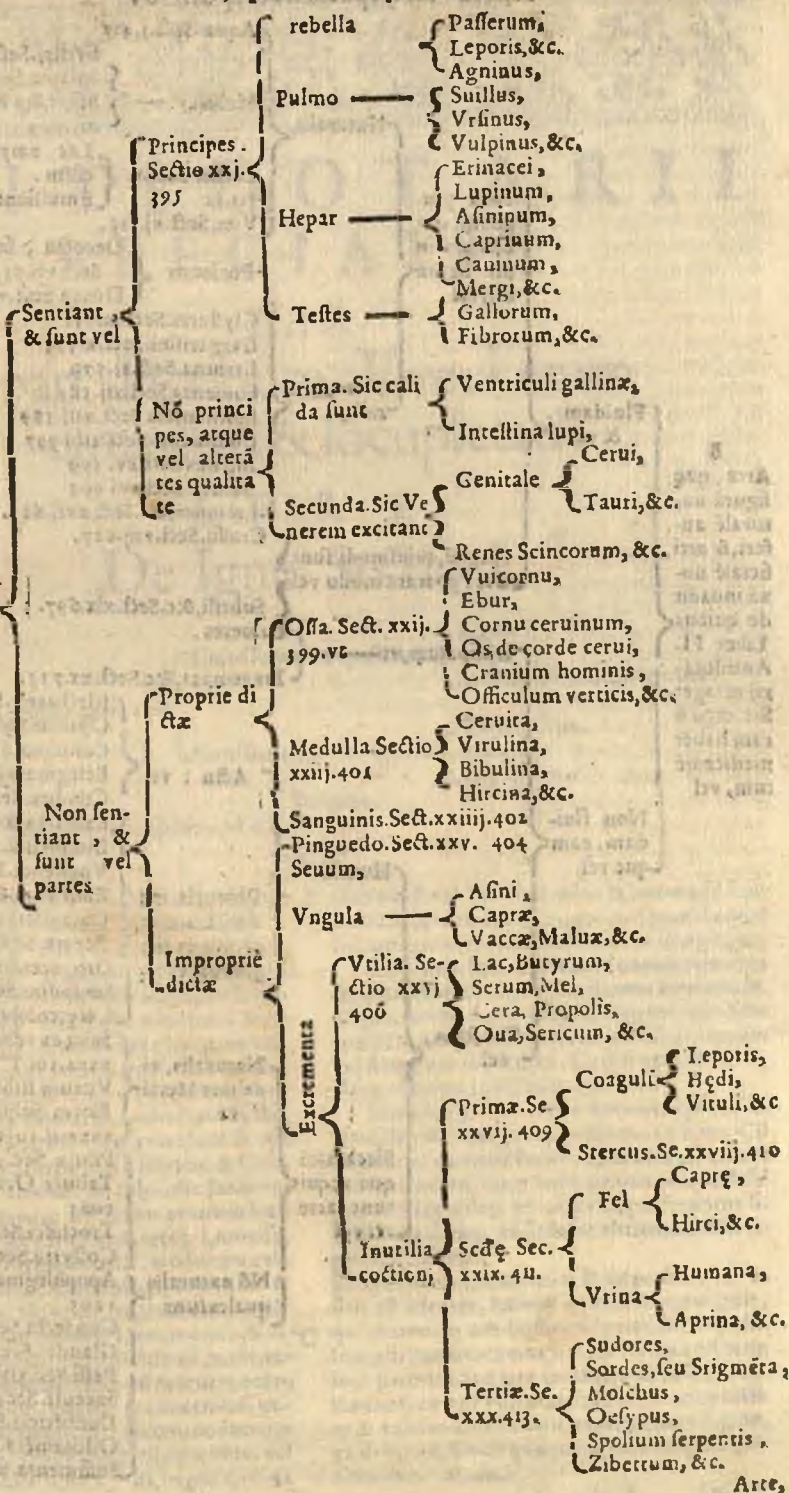 rebella
Passerum,
Leporis, &c.
Pulmo
Agninus,
Suillus,
Vrsinus,
Vulpinus, &c.
Principes.
Sectio xxj.
395
Hepar
Erinacei,
Lupinum,
Asininum,
Caprinum,
Caninum,
Mergi, &c.
Sentiant,
& sunt vel
Testes
Gallorum,
Fibrorum, &c.
Nõ princi
pes, atque
vel alterã
tes qualita
te
Prima. Sic cali
da sunt
Ventriculi gallinæ,
Intestina lupi,
Secunda. Sic Ve
nerem excitant
Genitale
Cerui,
Tauri, &c.
Renes Scincorum, &c.
Non sen-
tiant, &
sunt vel
partes
Proprie di
ctæ
Ossa. Sect. xxij.
399. vt
Vnicornu,
Ebur,
Cornu ceruinum,
Os de corde cerui,
Cranium hominis,
Officulum verticis, &c.
Medulla Sectio
xxiij. 401
Ceruina,
Vitulina,
Bibulina,
Hircina, &c.
Sanguinis. Sect. xxiiij. 402
Impropriè
dictæ
Pinguedo. Sect. xxv. 404
Seuum,
Vngula
Asini,
Capræ,
Vaccæ, Maluæ, &c.
Excrementa
Vtilia. Se-
ctio xxvj
406
Lac, Butyrum,
Serum, Mel,
Cera, Propolis,
Oua, Sericum, &c.
Inutilia
coction,
Primæ. Se
xxvij. 409
Coaguli
Leporis,
Hędi,
Vituli, &c
Stercus. Se. xxviij. 410
Scdę. Sec.
xxix. 411.
Fel
Caprę,
Hirci, &c.
Vrina
Humana,
Aprina, &c.
Tertiæ. Se.
xxx. 413.
Sudores,
Sordes, seu Strigmẽta,
Moschus,
Oesypus,
Spolium serpentis,
Zibettum, &c.
Arte,